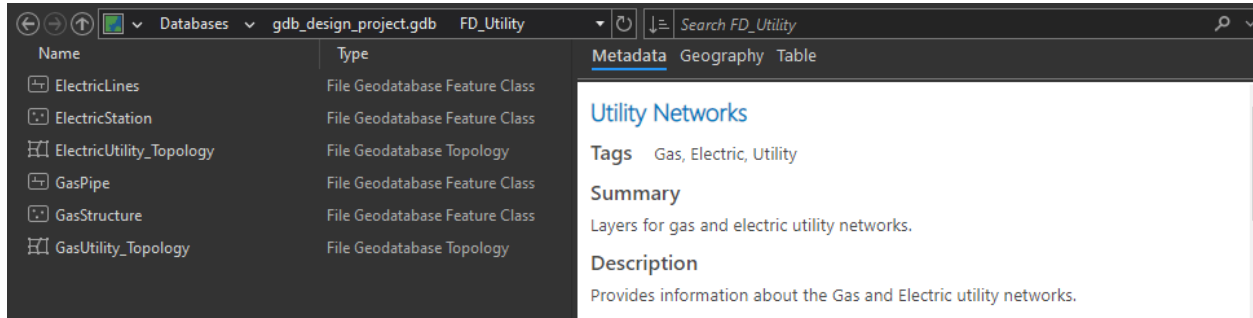 Databases gdb_design_project.gdb FD_Utility Search FD_Utility
Name Type
ElectricLines File Geodatabase Feature Class
ElectricStation File Geodatabase Feature Class
ElectricUtility_Topology File Geodatabase Topology
GasPipe File Geodatabase Feature Class
GasStructure File Geodatabase Feature Class
GasUtility_Topology File Geodatabase Topology
Metadata Geography Table
Utility Networks
Tags Gas, Electric, Utility
Summary
Layers for gas and electric utility networks.
Description
Provides information about the Gas and Electric utility networks.